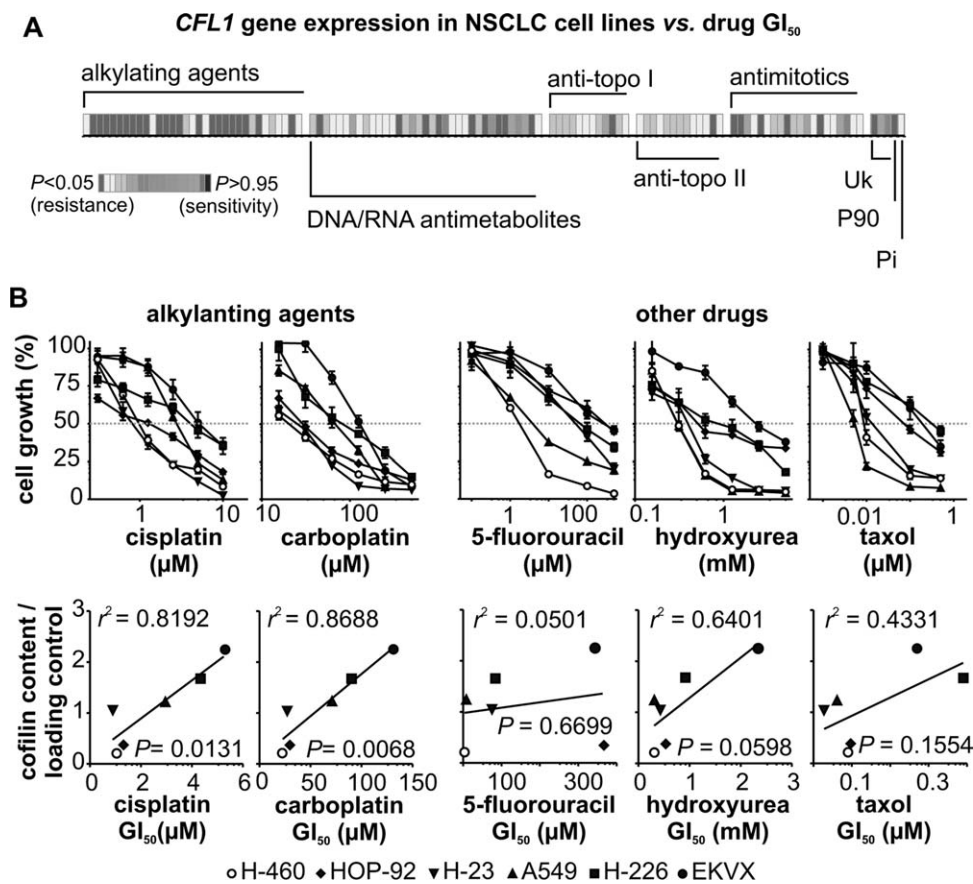 A
CFL1 gene expression in NSCLC cell lines vs. drug GI₅₀
alkylating agents
anti-topo I
antimitotics
P<0.05
(resistance)
P>0.95
(sensitivity)
DNA/RNA antimetabolites
anti-topo II
Uk
P90
Pi
B
alkylanting agents
other drugs
cell growth (%)
100
75
50
25
0
1 10
cisplatin
(µM)
10 100
carboplatin
(µM)
1 100
5-fluorouracil
(µM)
0.1 1
hydroxyurea
(mM)
0.01 1
taxol
(µM)
cofilin content /
loading control
3
2
1
0
r² = 0.8192
P = 0.0131
0 2 4 6
cisplatin
GI₅₀(µM)
r² = 0.8688
P = 0.0068
0 50 100 150
carboplatin
GI₅₀ (µM)
r² = 0.0501
P = 0.6699
100 300
5-fluorouracil
GI₅₀ (µM)
r² = 0.6401
P = 0.0598
0 1 2 3
hydroxyurea
GI₅₀ (mM)
r² = 0.4331
P = 0.1554
0.1 0.3
taxol
GI₅₀ (µM)
H-460 HOP-92 H-23 A549 H-226 EKVX